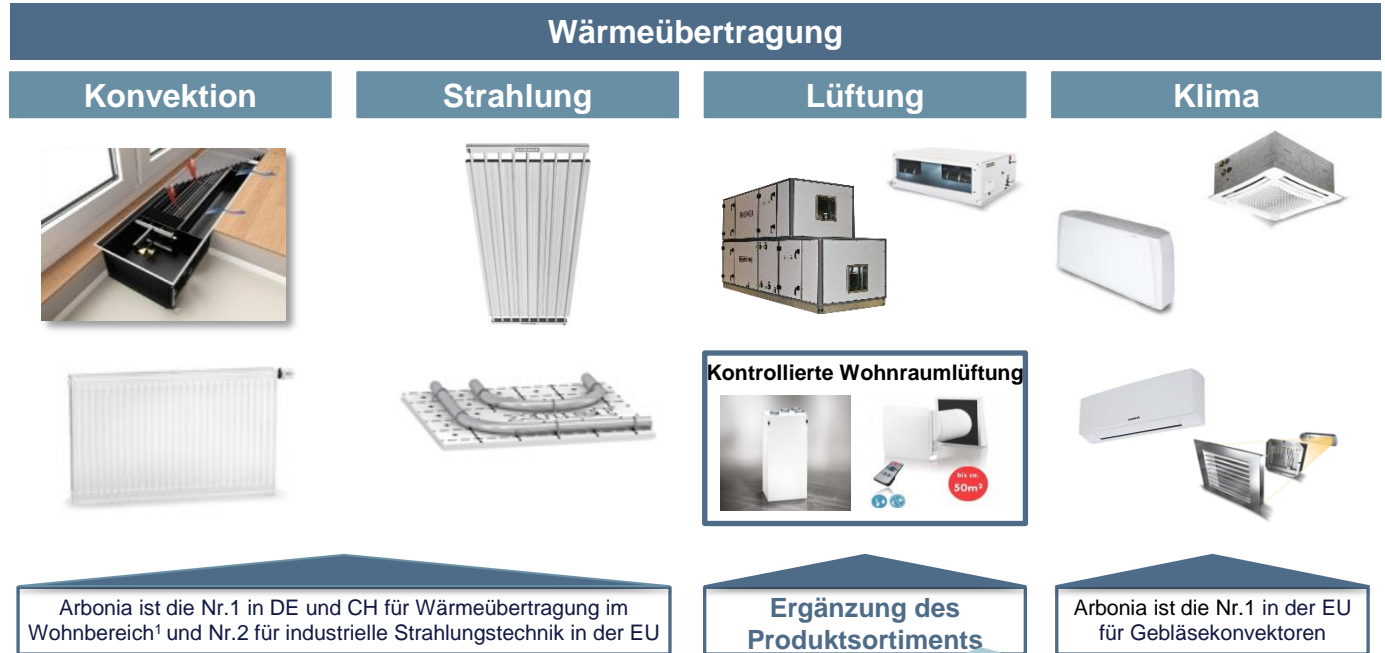 Wärmeübertragung
Konvektion
Strahlung
Lüftung
Klima
Kontrollierte Wohnraumlüftung
bis ca.
50m²
Arbonia ist die Nr.1 in DE und CH für Wärmeübertragung im
Wohnbereich¹ und Nr.2 für industrielle Strahlungstechnik in der EU
Ergänzung des
Produktsortiments
Arbonia ist die Nr.1 in der EU
für Gebläsekonvektoren